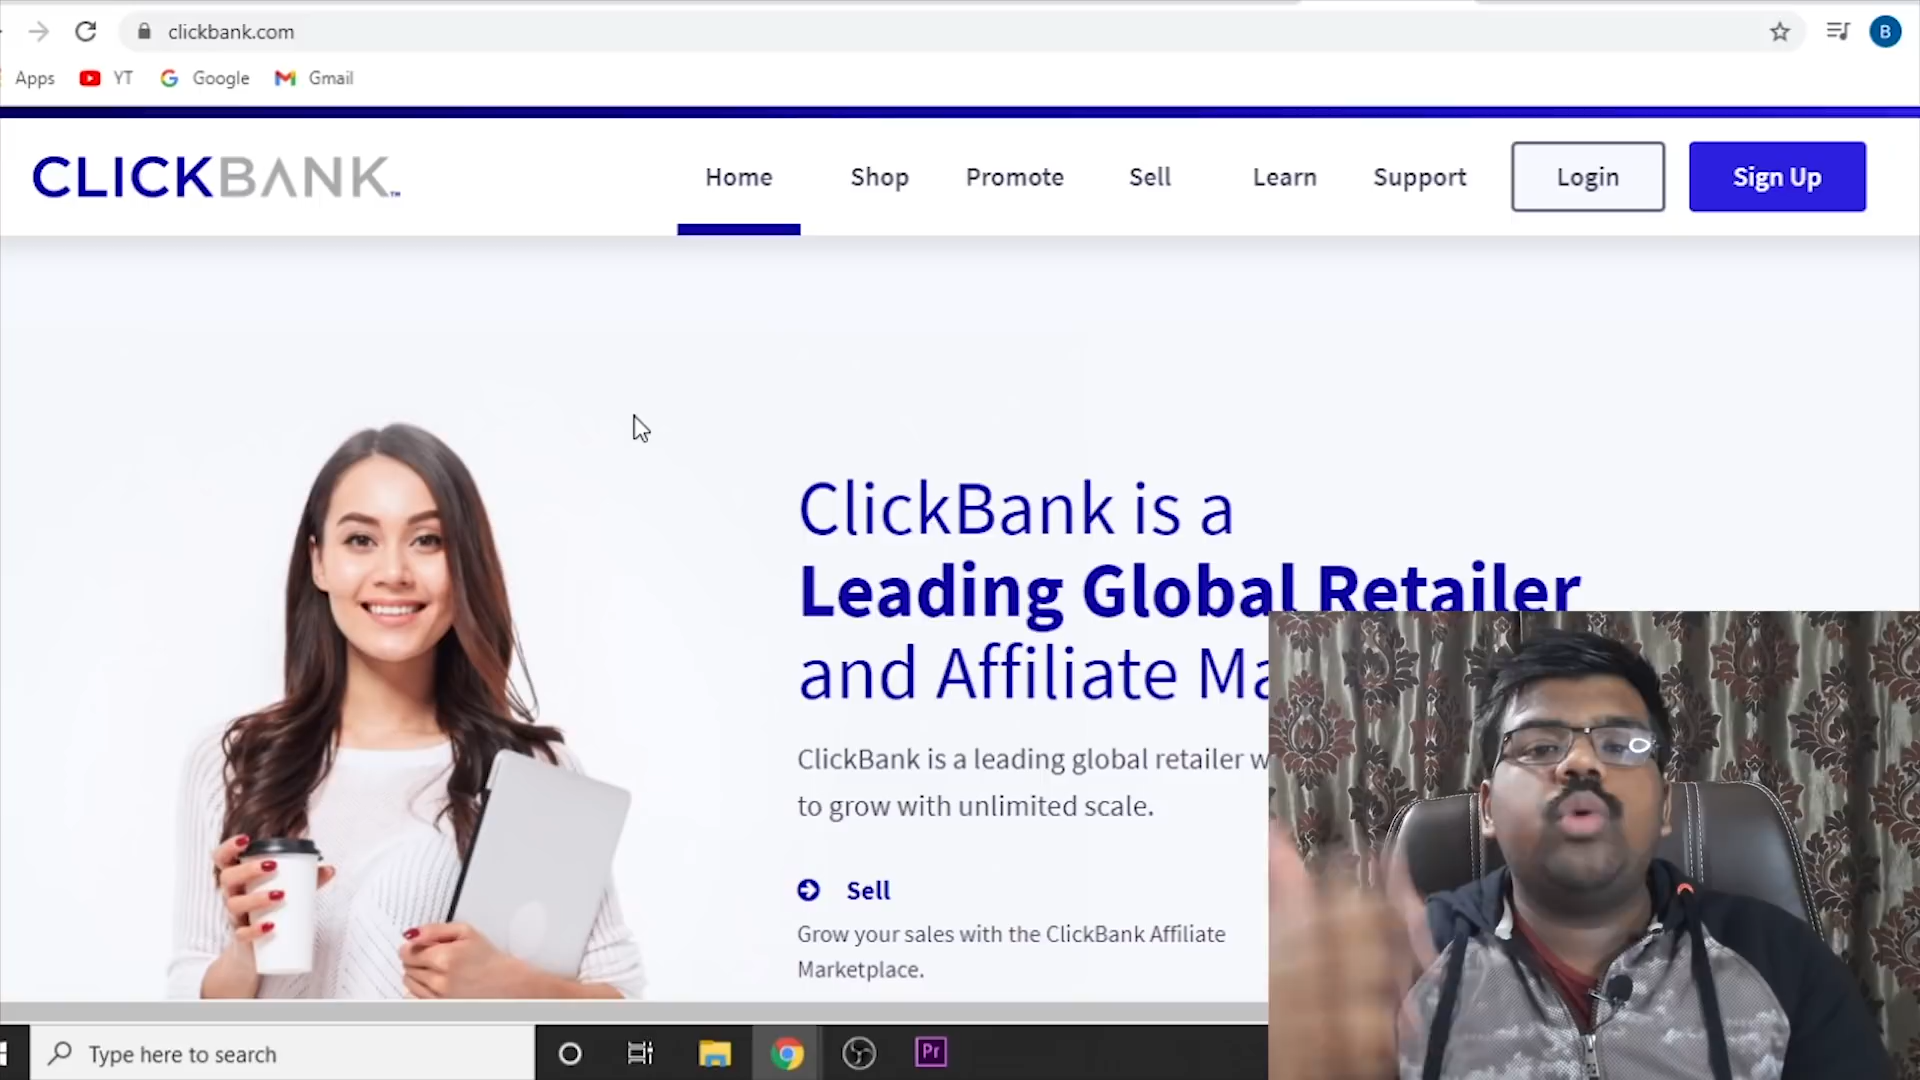 clickbank.com
B
Apps YT Google Gmail
CLICKBANK™
Home Shop Promote Sell Learn Support Login Sign Up
ClickBank is a
Leading Global Retailer
and Affiliate
ClickBank is a leading global retailer
to grow with unlimited scale.
Sell
Grow your sales with the ClickBank Affiliate
Marketplace.
Type here to search
Pr